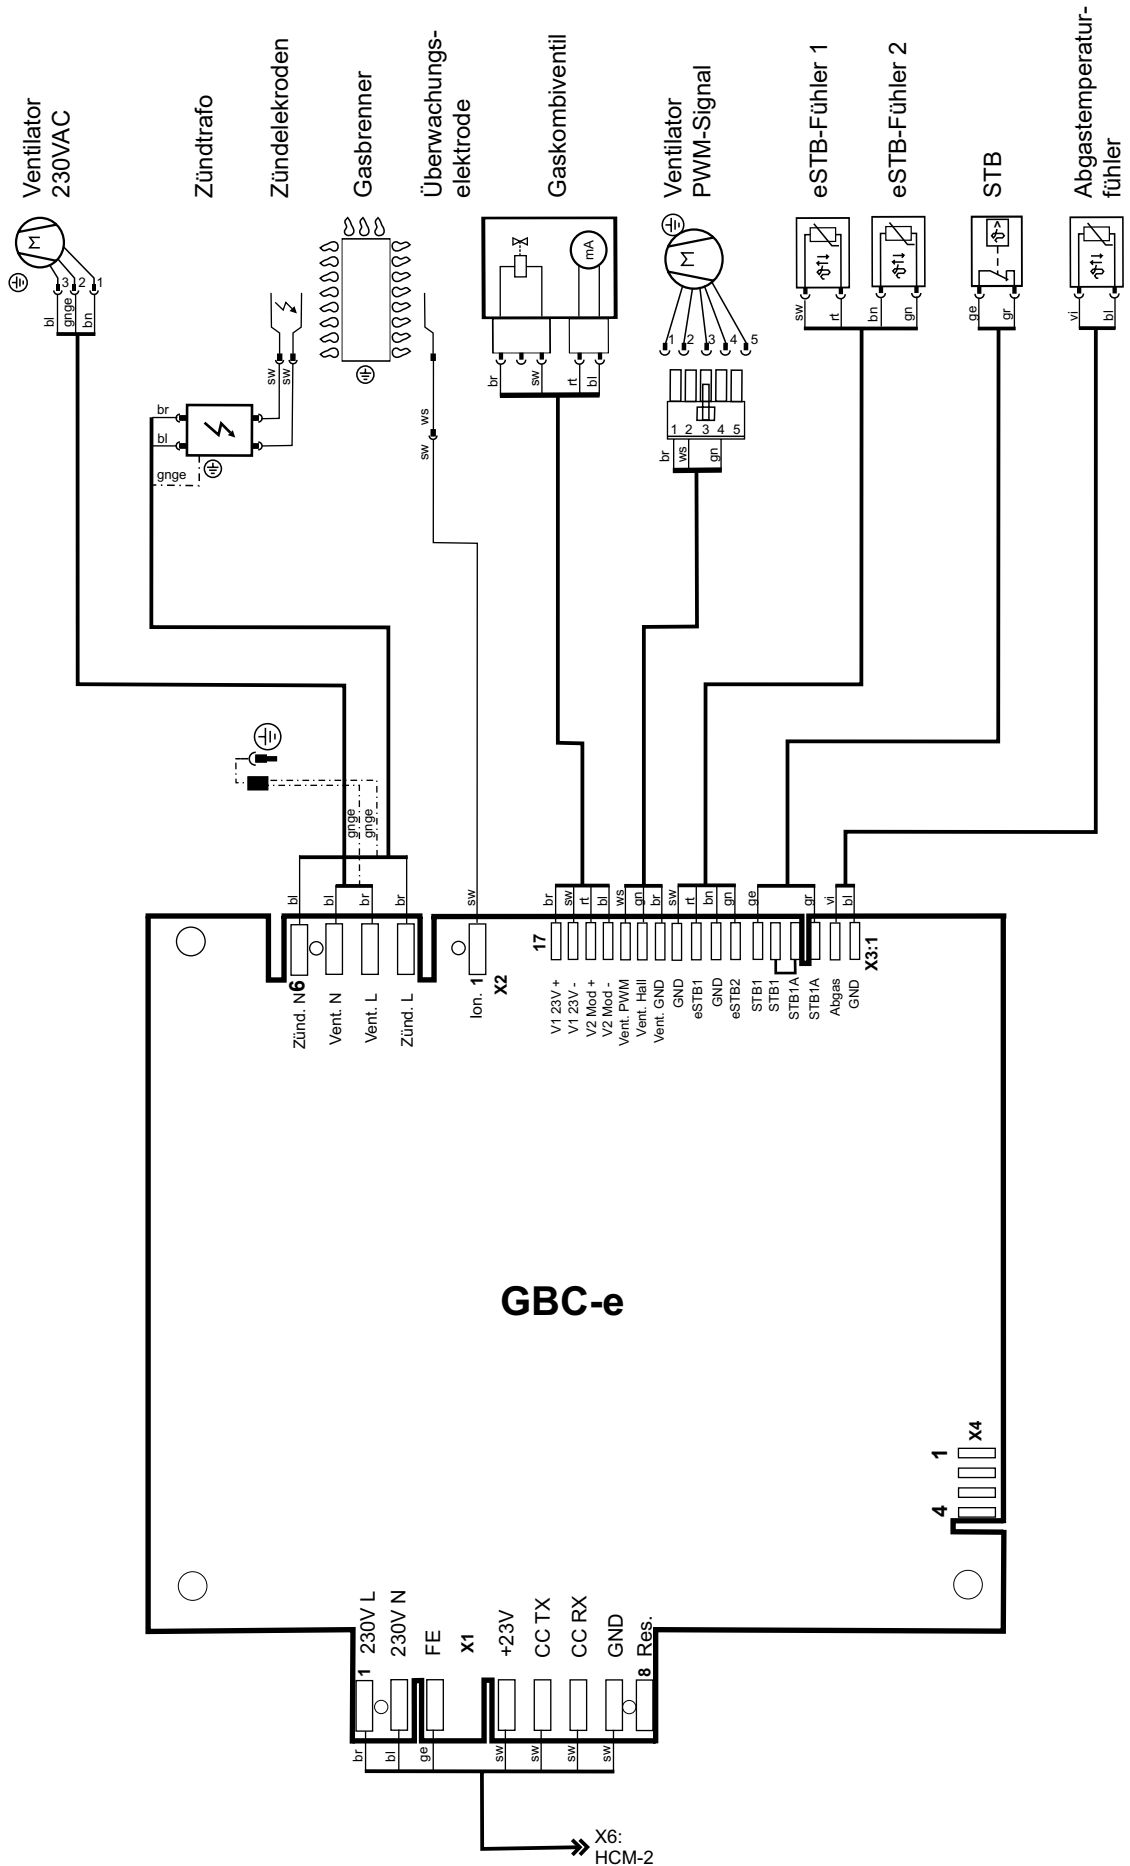 Ventilator
230VAC
Zündtrafo
Zündelekroden
Gasbrenner
Überwachungs-
elektrode
Gaskombiventil
Ventilator
PWM-Signal
eSTB-Fühler 1
eSTB-Fühler 2
STB
Abgastemperatur-
fühler
M
3 2 1
bl
gnge
bn
br
bl
gnge
sw
sw
ws
sw
mA
br
sw
rt
bl
M
1 2 3 4 5
1 2 3 4 5
br
ws
gn
sw
rt
bn
gn
ge
gr
vi
bl
gnge
gnge
bl
bl
br
br
sw
br
sw
rt
bl
ws
gn
br
sw
rt
bn
gn
ge
gr
vi
bl
6
Zünd. N
Vent. N
Vent. L
Zünd. L
Ion. 1
X2
17
V1 23V +
V1 23V -
V2 Mod +
V2 Mod -
Vent. PWM
Vent. Hall
Vent. GND
GND
eSTB1
GND
eSTB2
STB1
STB1
STB1A
STB1A
Abgas
GND
X3:1
GBC-e
1
4
X4
1
230V L
230V N
FE
X1
+23V
CC TX
CC RX
GND
8 Res.
br
bl
ge
sw
sw
sw
sw
X6:
HCM-2